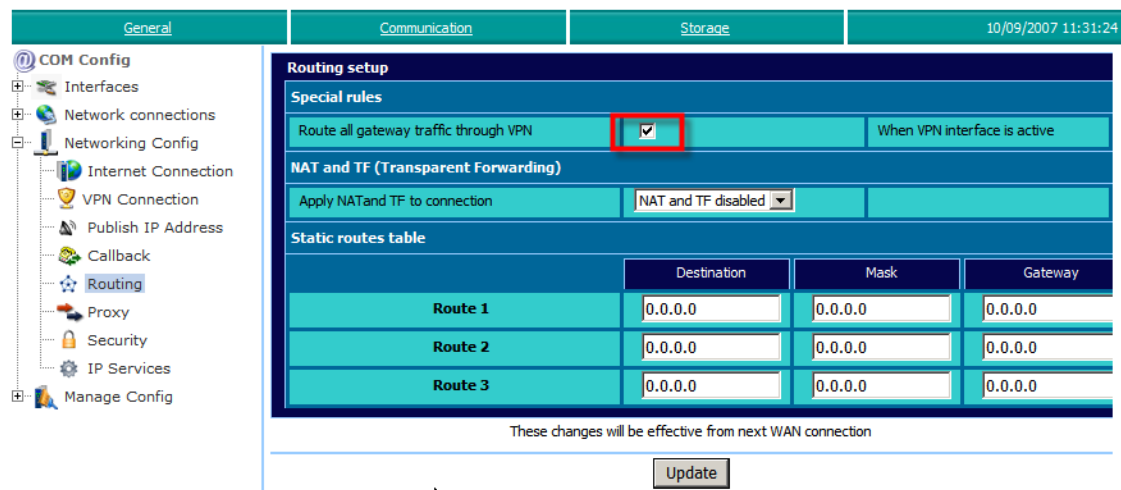 General Communication Storage 10/09/2007 11:31:24
COM Config
Interfaces
Network connections
Networking Config
Internet Connection
VPN Connection
Publish IP Address
Callback
Routing
Proxy
Security
IP Services
Manage Config
Routing setup
Special rules
Route all gateway traffic through VPN When VPN interface is active
NAT and TF (Transparent Forwarding)
Apply NATand TF to connection NAT and TF disabled
Static routes table
Destination Mask Gateway
Route 1 0.0.0.0 0.0.0.0 0.0.0.0
Route 2 0.0.0.0 0.0.0.0 0.0.0.0
Route 3 0.0.0.0 0.0.0.0 0.0.0.0
These changes will be effective from next WAN connection
Update